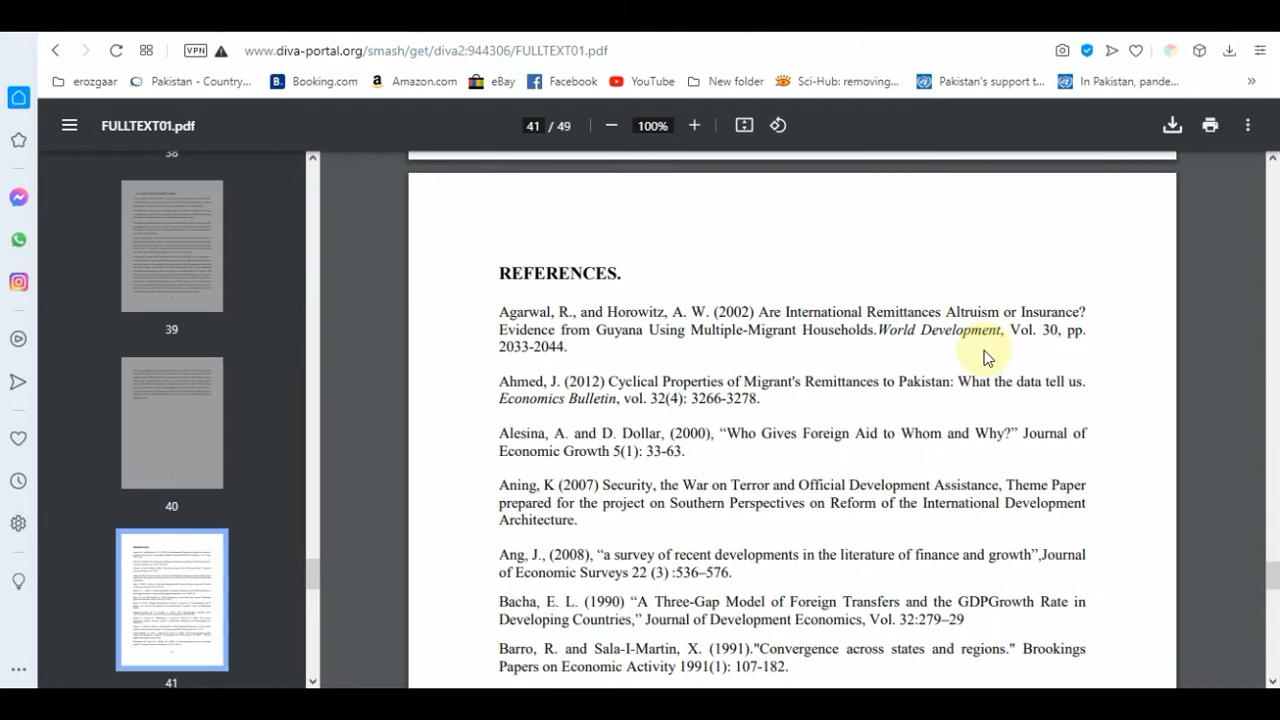 VPN
www.diva-portal.org/smash/get/diva2:944306/FULLTEXT01.pdf
erozgaar
Pakistan - Country...
B
Booking.com
a
Amazon.com
eBay
Facebook
YouTube
New folder
Sci-Hub: removing...
Pakistan's support t...
In Pakistan, pande...
»
FULLTEXT01.pdf
41 / 49
100%
38
39
40
41
REFERENCES.
Agarwal, R., and Horowitz, A. W. (2002) Are International Remittances Altruism or Insurance?
Evidence from Guyana Using Multiple-Migrant Households.World Development, Vol. 30, pp.
2033-2044.
Ahmed, J. (2012) Cyclical Properties of Migrant's Remittances to Pakistan: What the data tell us.
Economics Bulletin, vol. 32(4): 3266-3278.
Alesina, A. and D. Dollar, (2000), “Who Gives Foreign Aid to Whom and Why?” Journal of
Economic Growth 5(1): 33-63.
Aning, K (2007) Security, the War on Terror and Official Development Assistance, Theme Paper
prepared for the project on Southern Perspectives on Reform of the International Development
Architecture.
Ang, J., (2008), “a survey of recent developments in the literature of finance and growth”,Journal
of Economic Surveys 22 (3) :536–576.
Bacha, E. L. (1990) “A Three-Gap Model of Foreign Transfers and the GDPGrowth Rate in
Developing Countries,” Journal of Development Economics, Vol. 32:279–29
Barro, R. and Sala-I-Martin, X. (1991)."Convergence across states and regions." Brookings
Papers on Economic Activity 1991(1): 107-182.